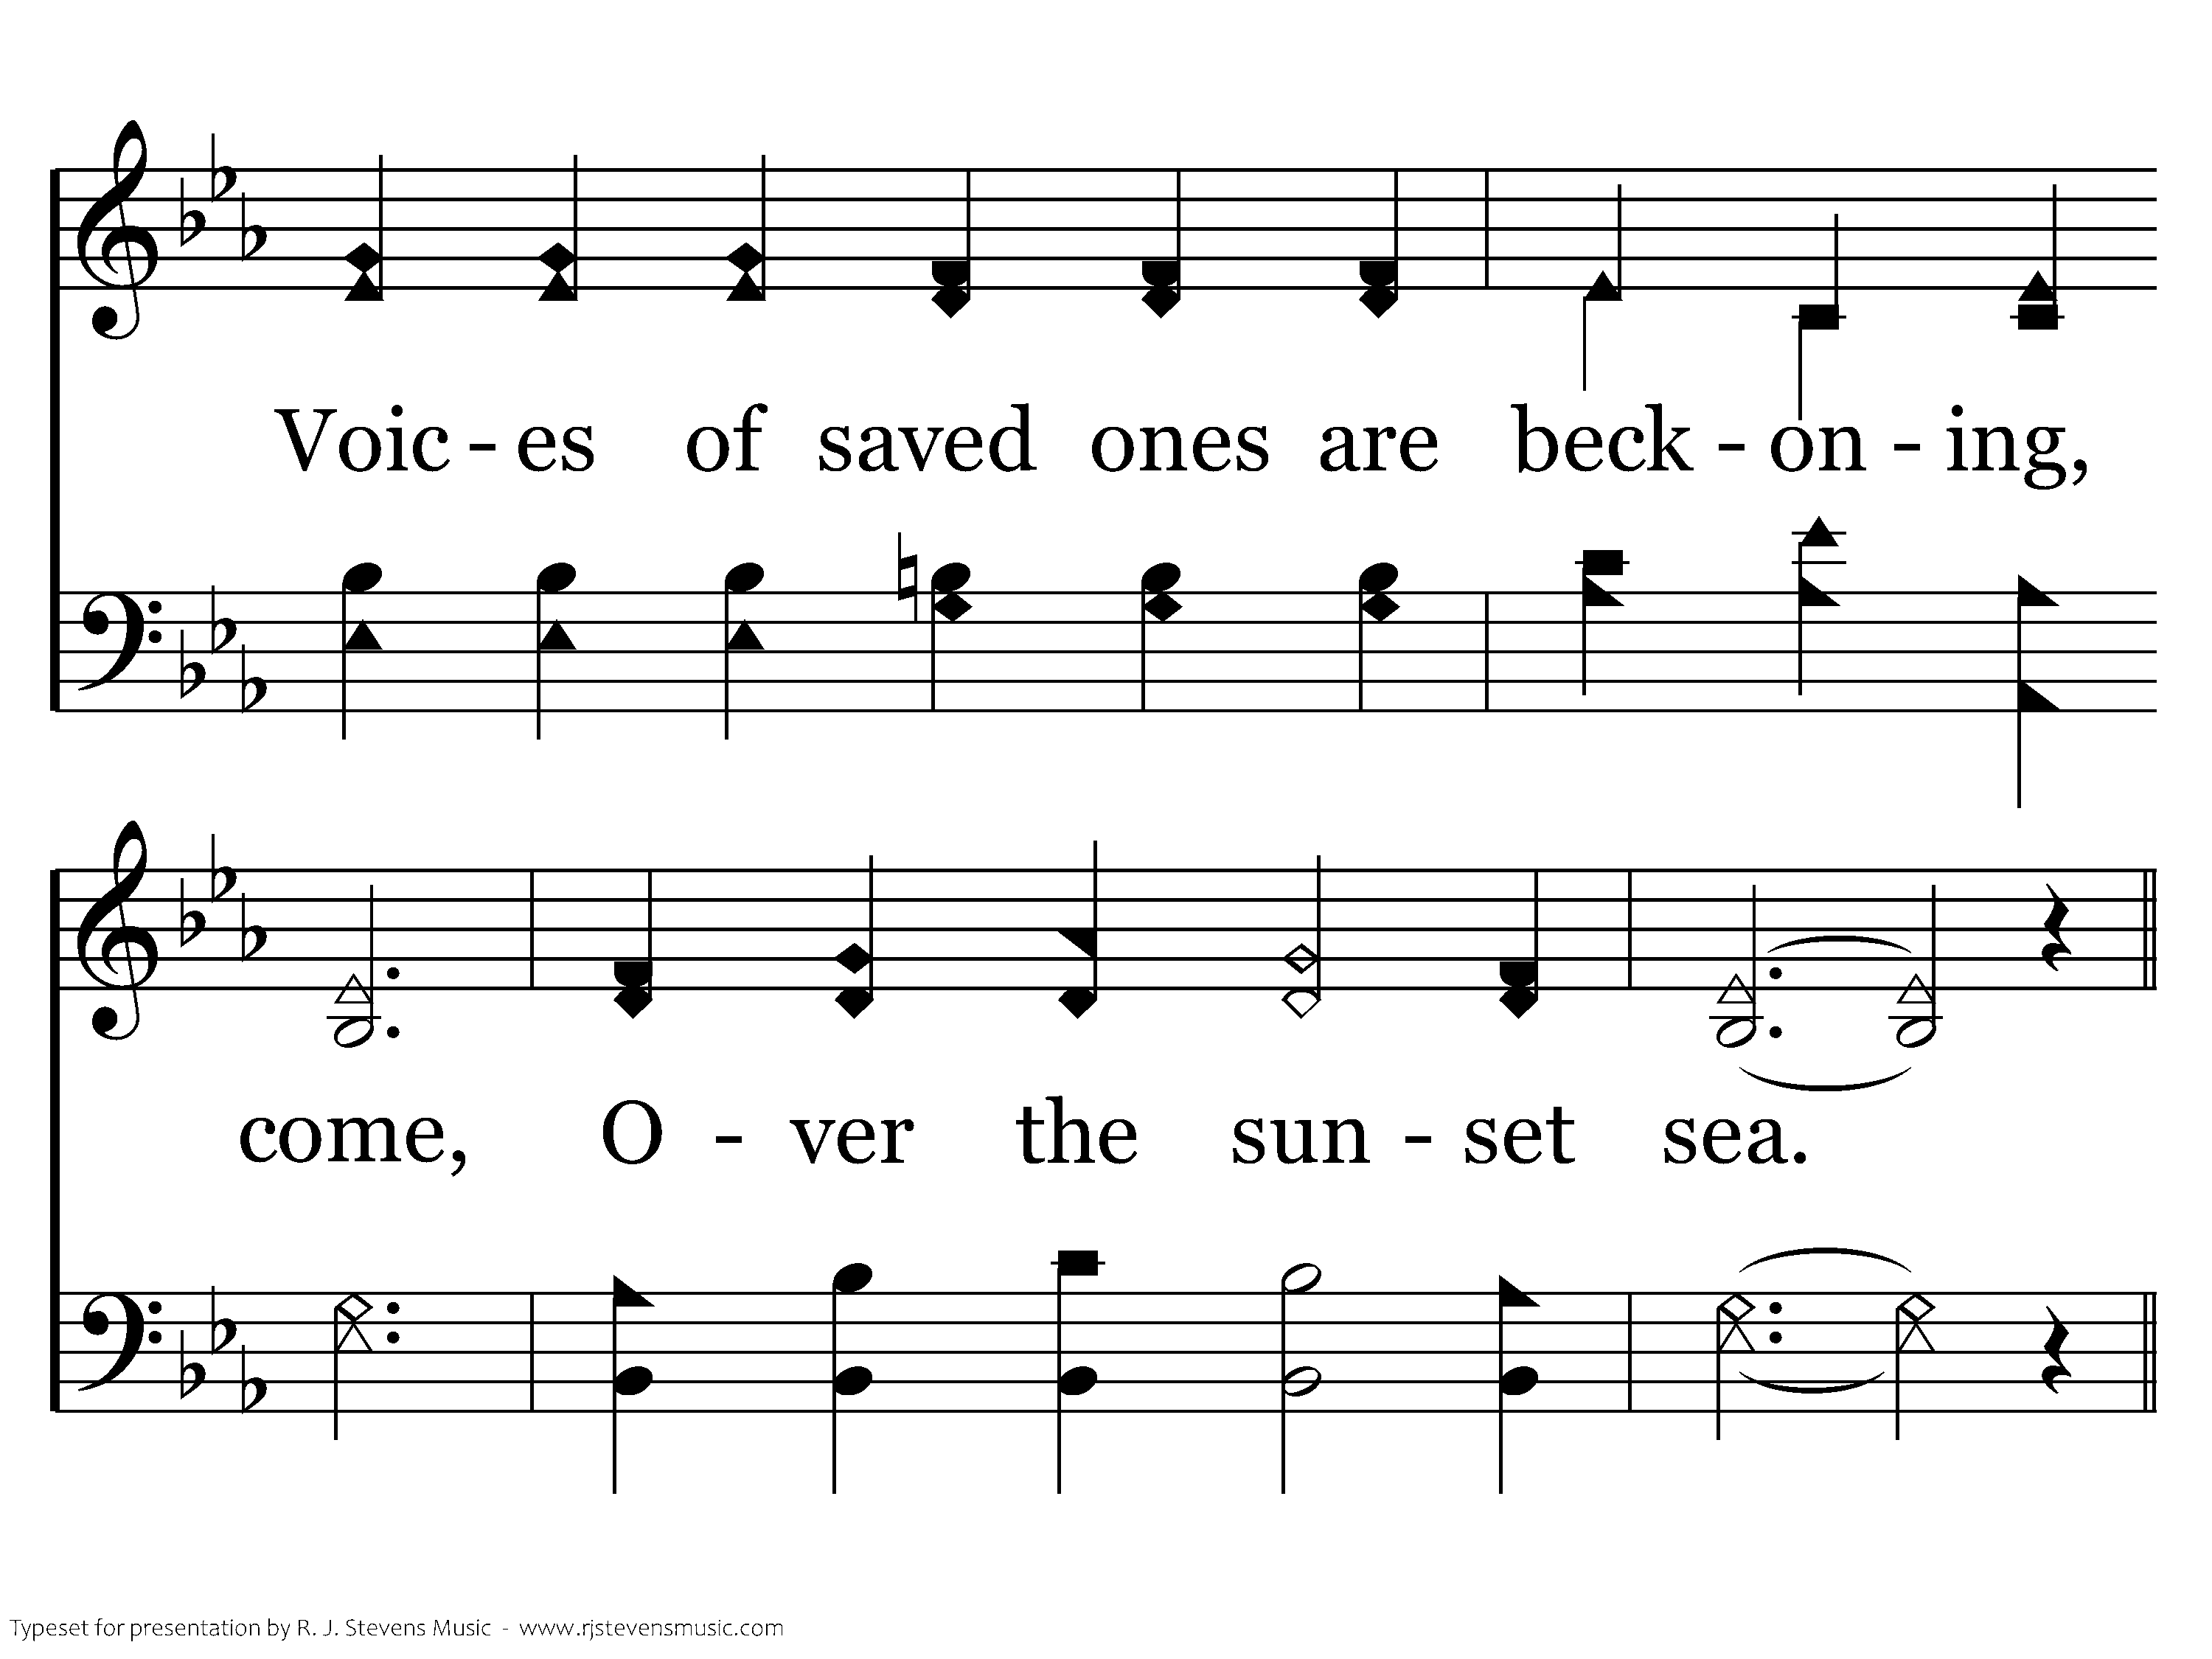 Voic - es of saved ones are beck - on - ing,
come, O - ver the sun - set sea.
Typeset for presentation by R. J. Stevens Music - www.rjstevensmusic.com